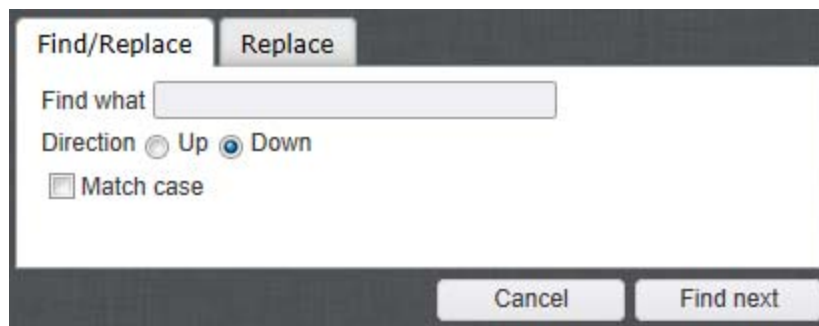 Find/Replace Replace
Find what
Direction Up Down
Match case
Cancel Find next